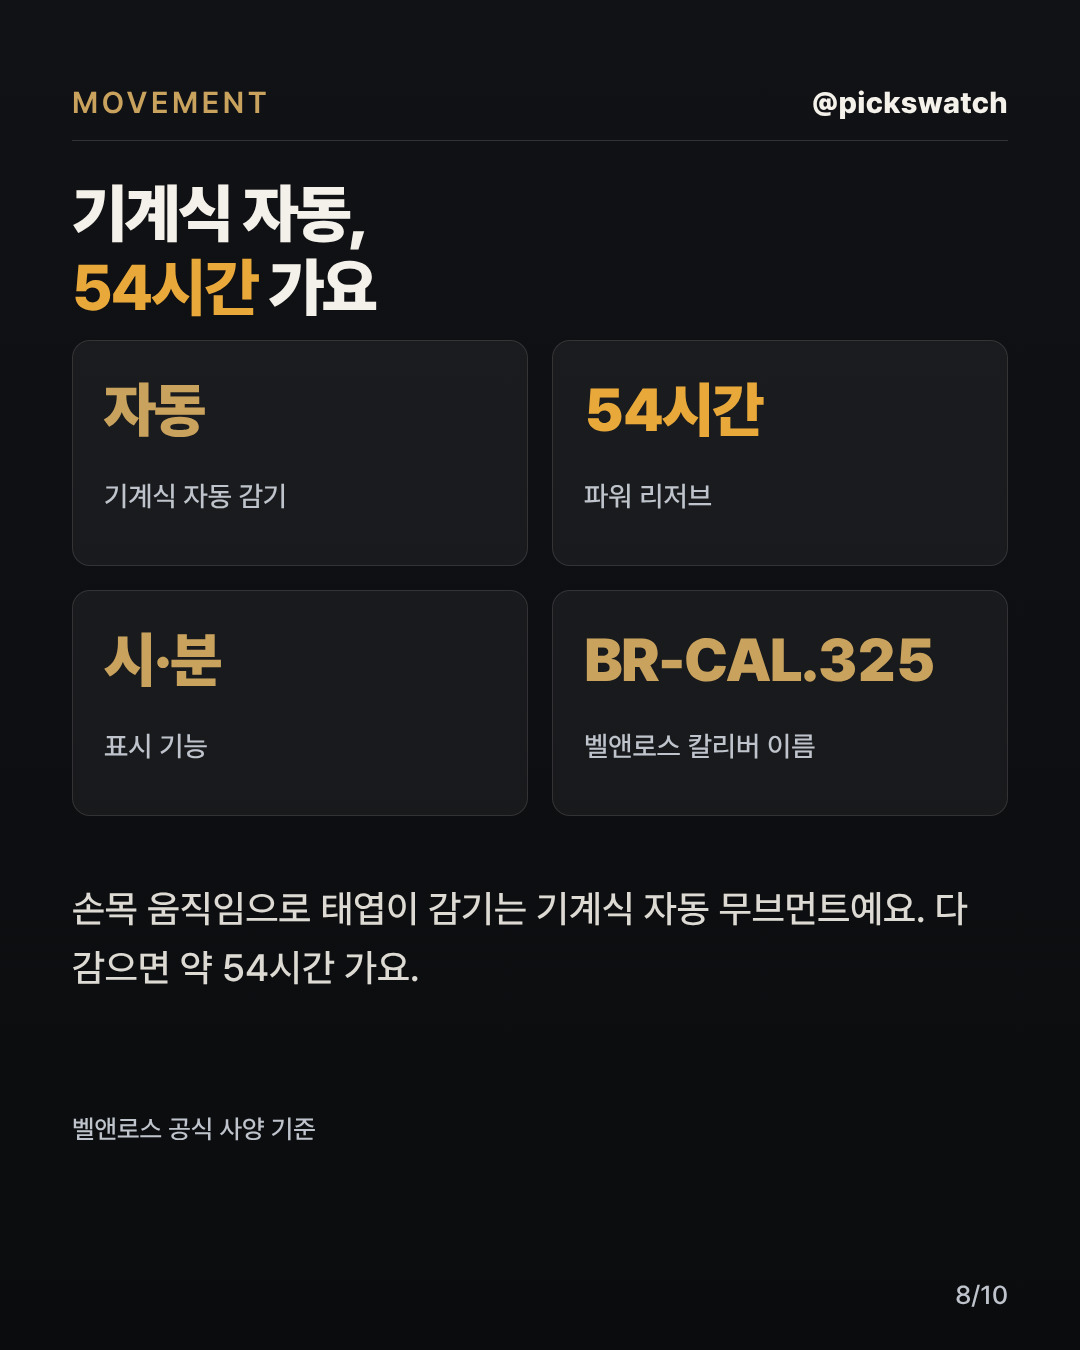 MOVEMENT
@pickswatch
기계식 자동,
54시간 가요
자동
기계식 자동 감기
54시간
파워 리저브
시·분
표시 기능
BR-CAL.325
벨앤로스 칼리버 이름
손목 움직임으로 태엽이 감기는 기계식 자동 무브먼트예요. 다
감으면 약 54시간 가요.
벨앤로스 공식 사양 기준
8/10